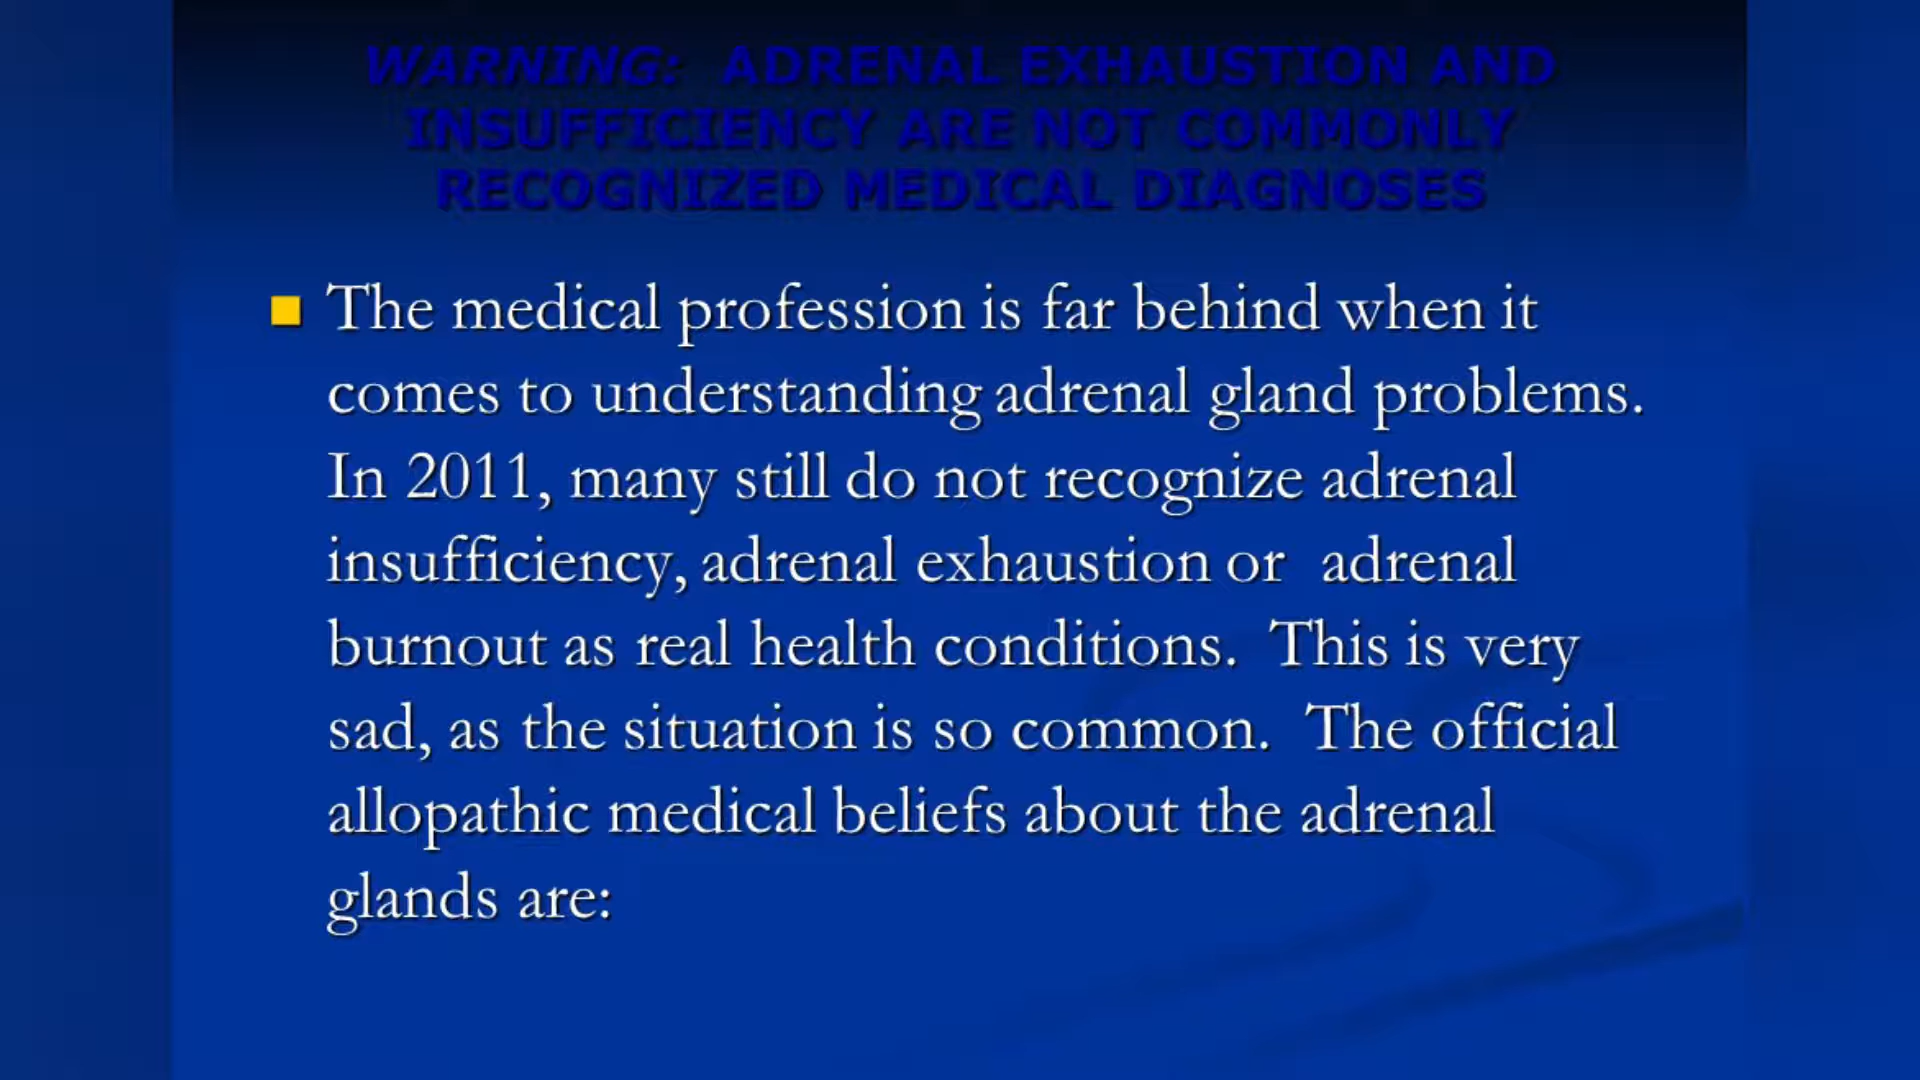 WARNING: ADRENAL EXHAUSTION AND
INSUFFICIENCY ARE NOT COMMONLY
RECOGNIZED MEDICAL DIAGNOSES
The medical profession is far behind when it
comes to understanding adrenal gland problems.
In 2011, many still do not recognize adrenal
insufficiency, adrenal exhaustion or adrenal
burnout as real health conditions. This is very
sad, as the situation is so common. The official
allopathic medical beliefs about the adrenal
glands are: